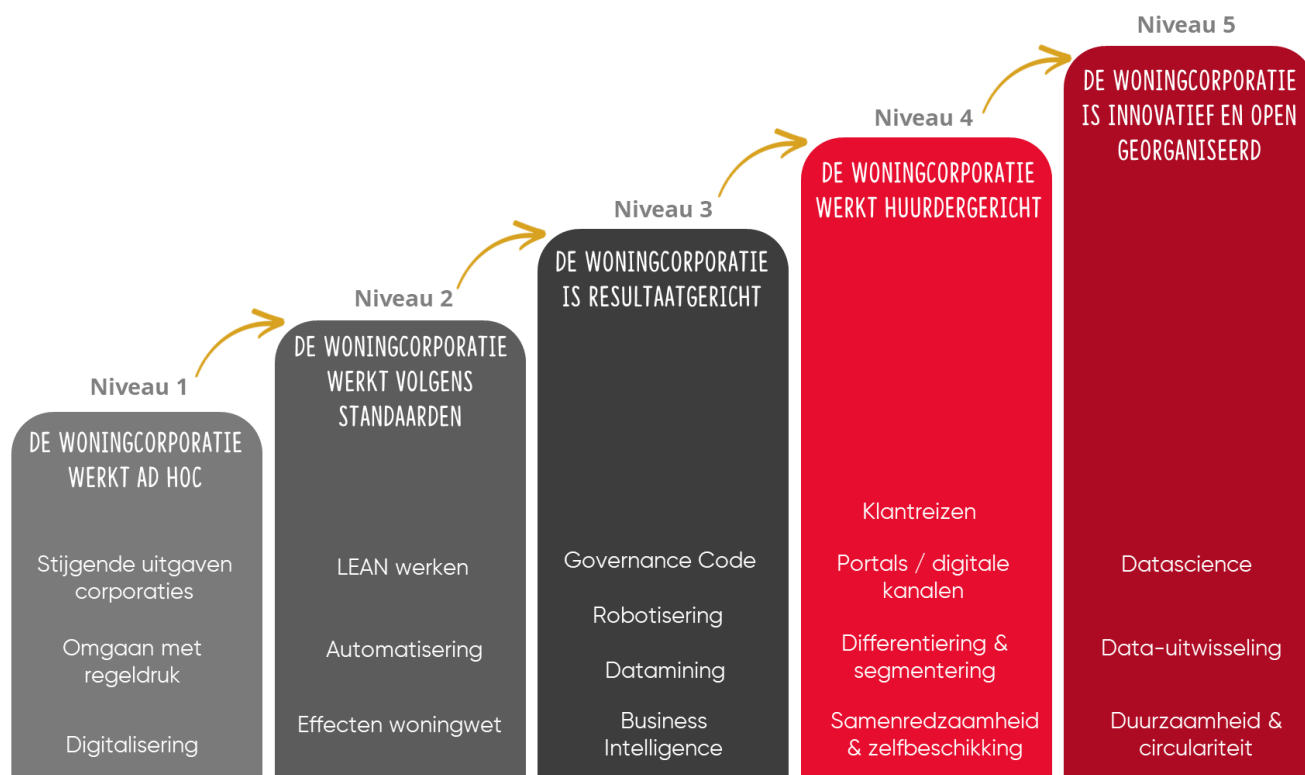 Niveau 1
DE WONINGCORPORATIE
WERKT AD HOC
Stijgende uitgaven
corporaties
Omgaan met
regeldruk
Digitalisering
Niveau 2
DE WONINGCORPORATIE
WERKT VOLGENS
STANDAARDEN
LEAN werken
Automatisering
Effecten woningwet
Niveau 3
DE WONINGCORPORATIE
IS RESULTAATGERICHT
Governance Code
Robotisering
Datamining
Business
Intelligence
Niveau 4
DE WONINGCORPORATIE
WERKT HUURDERGERICHT
Klantreizen
Portals / digitale
kanalen
Differentiering &
segmentering
Samenredzaamheid
& zelfbeschikking
Niveau 5
DE WONINGCORPORATIE
IS INNOVATIEF EN OPEN
GEORGANISEERD
Datascience
Data-uitwisseling
Duurzaamheid &
circulariteit